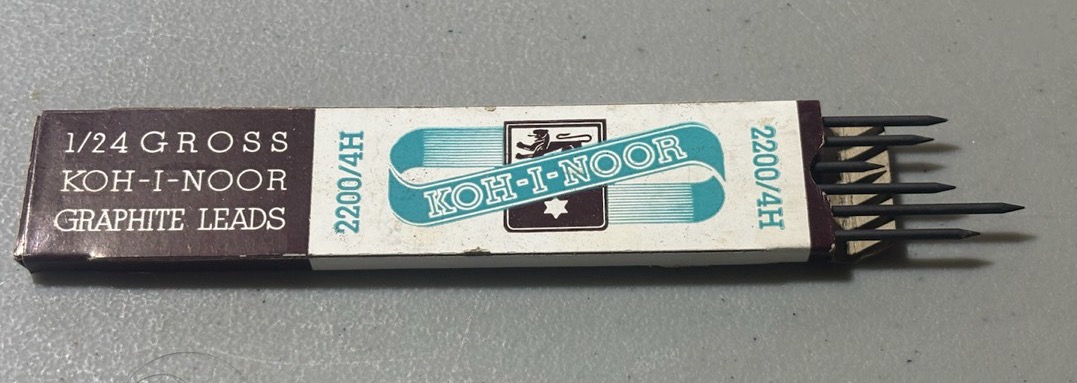 1/24 GROSS
KOH-I-NOOR
GRAPHITE LEADS
2200/4H
KOH-I-NOOR
2200/4H